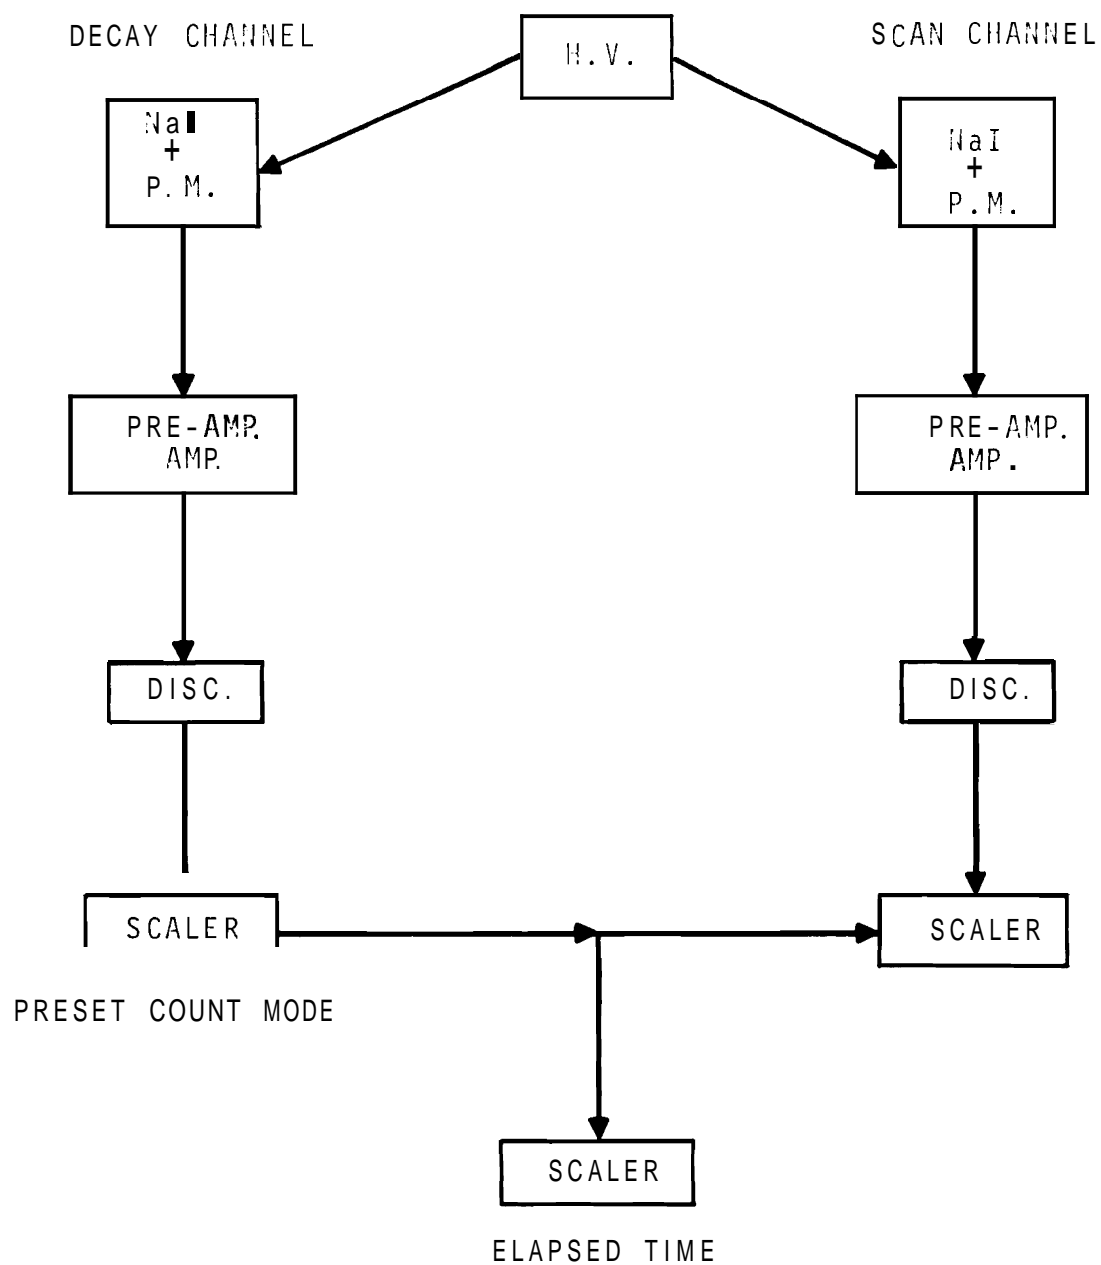 DECAY CHANNEL
H.V.
SCAN CHANNEL
NaI
+
P.M.
NaI
+
P.M.
PRE-AMP.
AMP.
PRE-AMP.
AMP.
DISC.
DISC.
SCALER
SCALER
PRESET COUNT MODE
SCALER
ELAPSED TIME